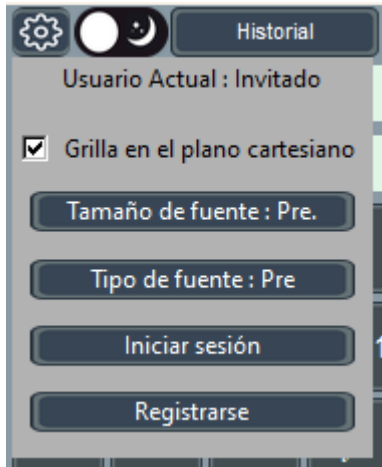 Historial
Usuario Actual : Invitado
Grilla en el plano cartesiano
Tamaño de fuente : Pre.
Tipo de fuente : Pre
Iniciar sesión
Registrarse